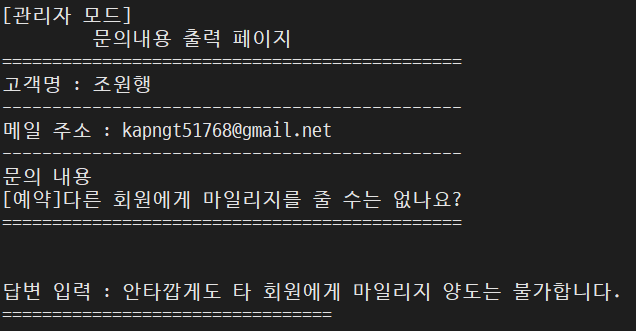 [관리자 모드]
문의내용 출력 페이지
==============================================
고객명 : 조원행
----------------------------------------------
메일 주소 : kapngt51768@gmail.net
----------------------------------------------
문의 내용
[예약]다른 회원에게 마일리지를 줄 수는 없나요?
==============================================
답변 입력 : 안타깝게도 타 회원에게 마일리지 양도는 불가합니다.
=================================